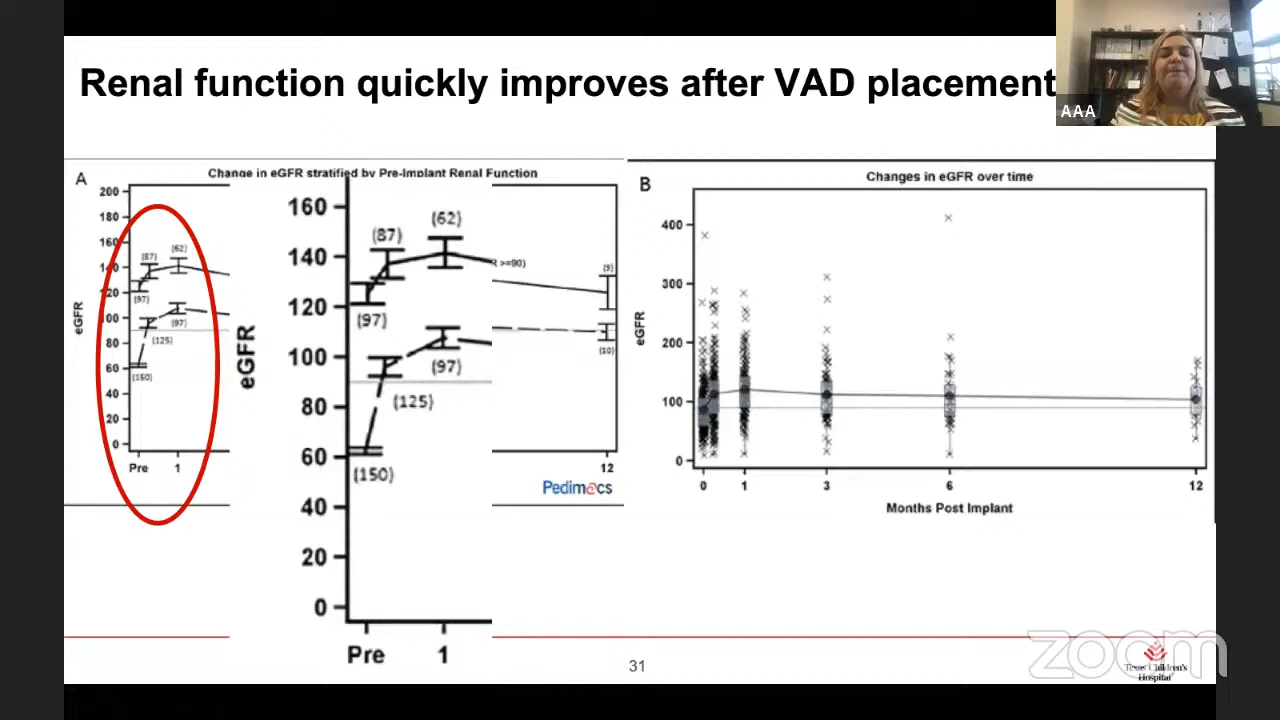 Renal function quickly improves after VAD placement
AAA
A
Change in eGFR stratified by Pre-Implant Renal Function
200
180
160
140
120
100
80
60
40
20
0
eGFR
(87)
(62)
(97)
(97)
(125)
(150)
Pre
1
160
140
120
100
80
60
40
20
0
eGFR
(87)
(62)
(97)
(97)
(125)
(150)
Pre
1
R >=90)
(9)
(10)
12
Pedimacs
B
Changes in eGFR over time
400
300
200
100
0
eGFR
0
1
3
6
12
Months Post Implant
31
zoom
Texas Children's
Hospital